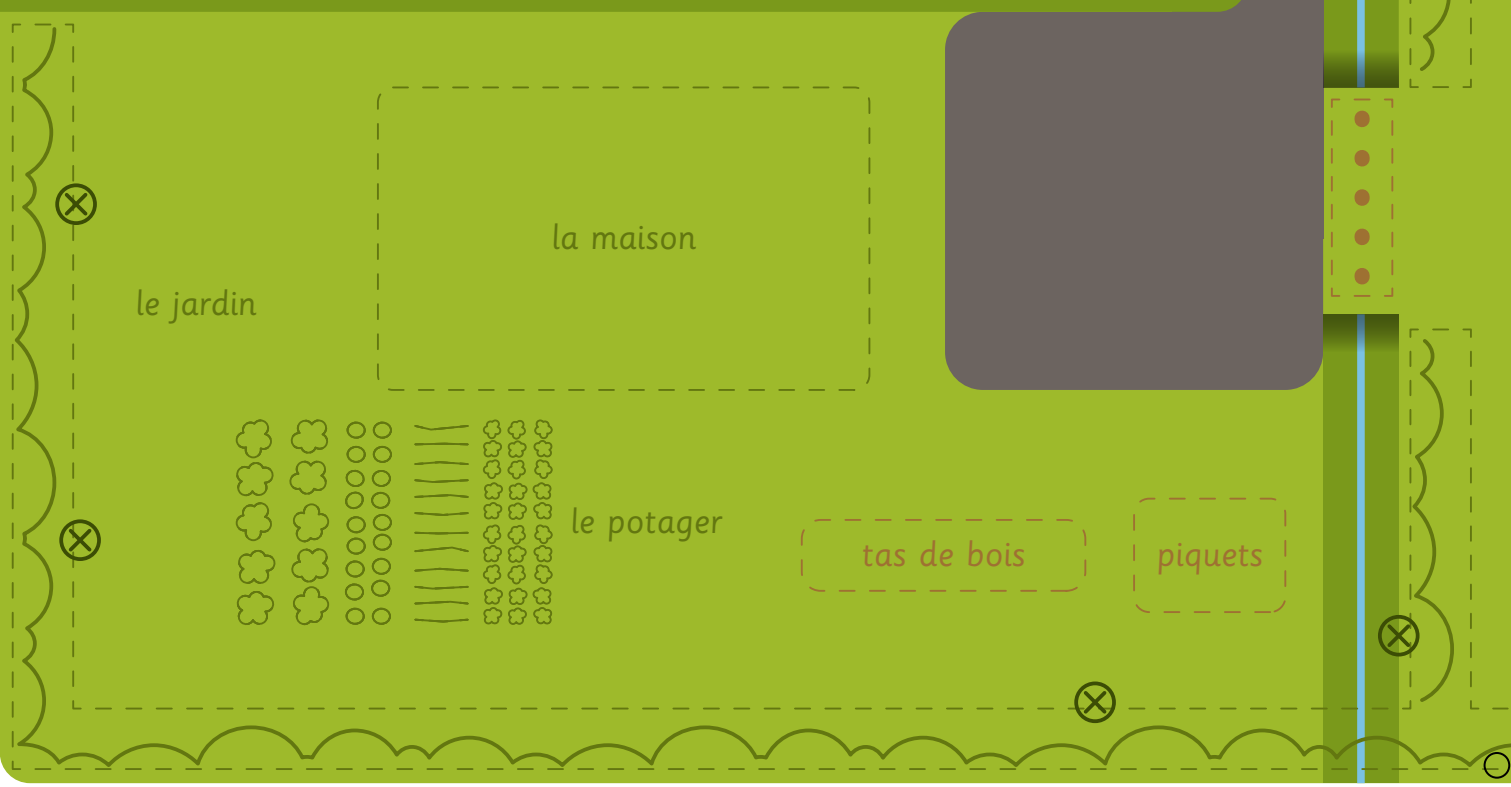 la maison
le jardin
le potager
tas de bois
piquets